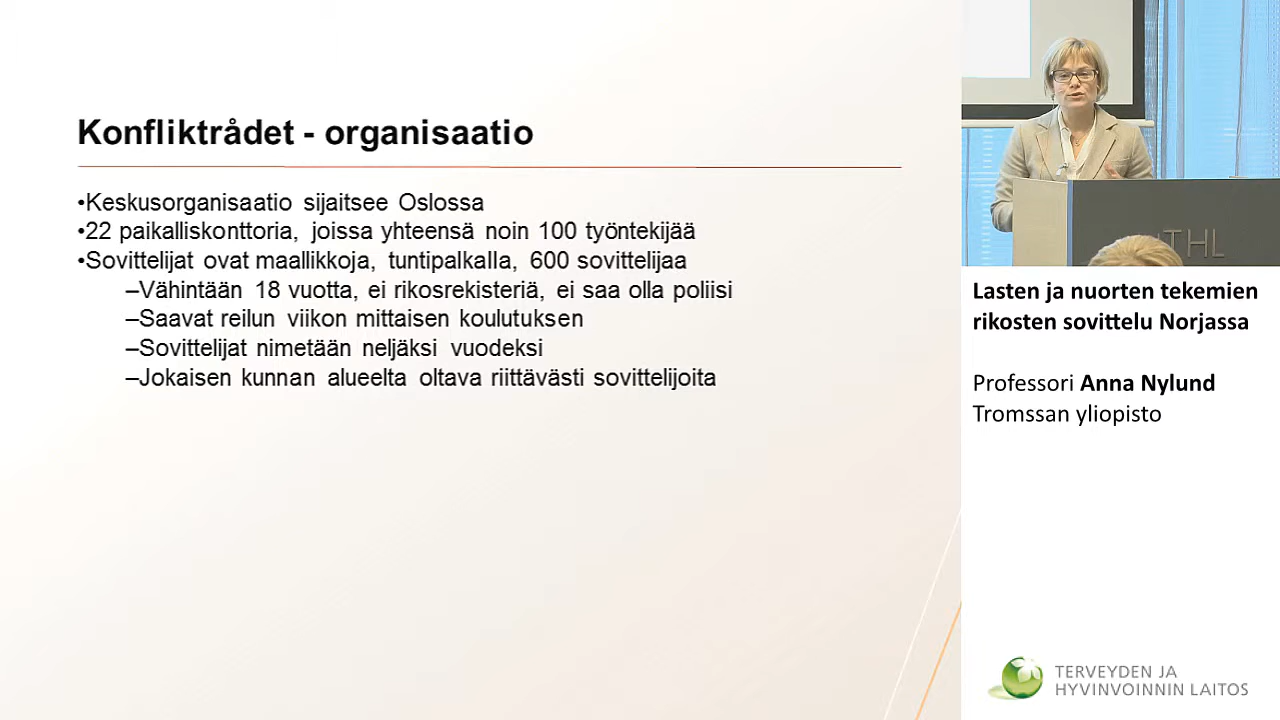 Konfliktrådet - organisaatio
•Keskusorganisaatio sijaitsee Oslossa
•22 paikalliskonttoria, joissa yhteensä noin 100 työntekijää
•Sovittelijat ovat maallikkoja, tuntipalkalla, 600 sovittelijaa
–Vähintään 18 vuotta, ei rikosrekisteriä, ei saa olla poliisi
–Saavat reilun viikon mittaisen koulutuksen
–Sovittelijat nimetään neljäksi vuodeksi
–Jokaisen kunnan alueelta oltava riittävästi sovittelijoita
THL
Lasten ja nuorten tekemien
rikosten sovittelu Norjassa
Professori Anna Nylund
Tromssan yliopisto
TERVEYDEN JA
HYVINVOINNIN LAITOS